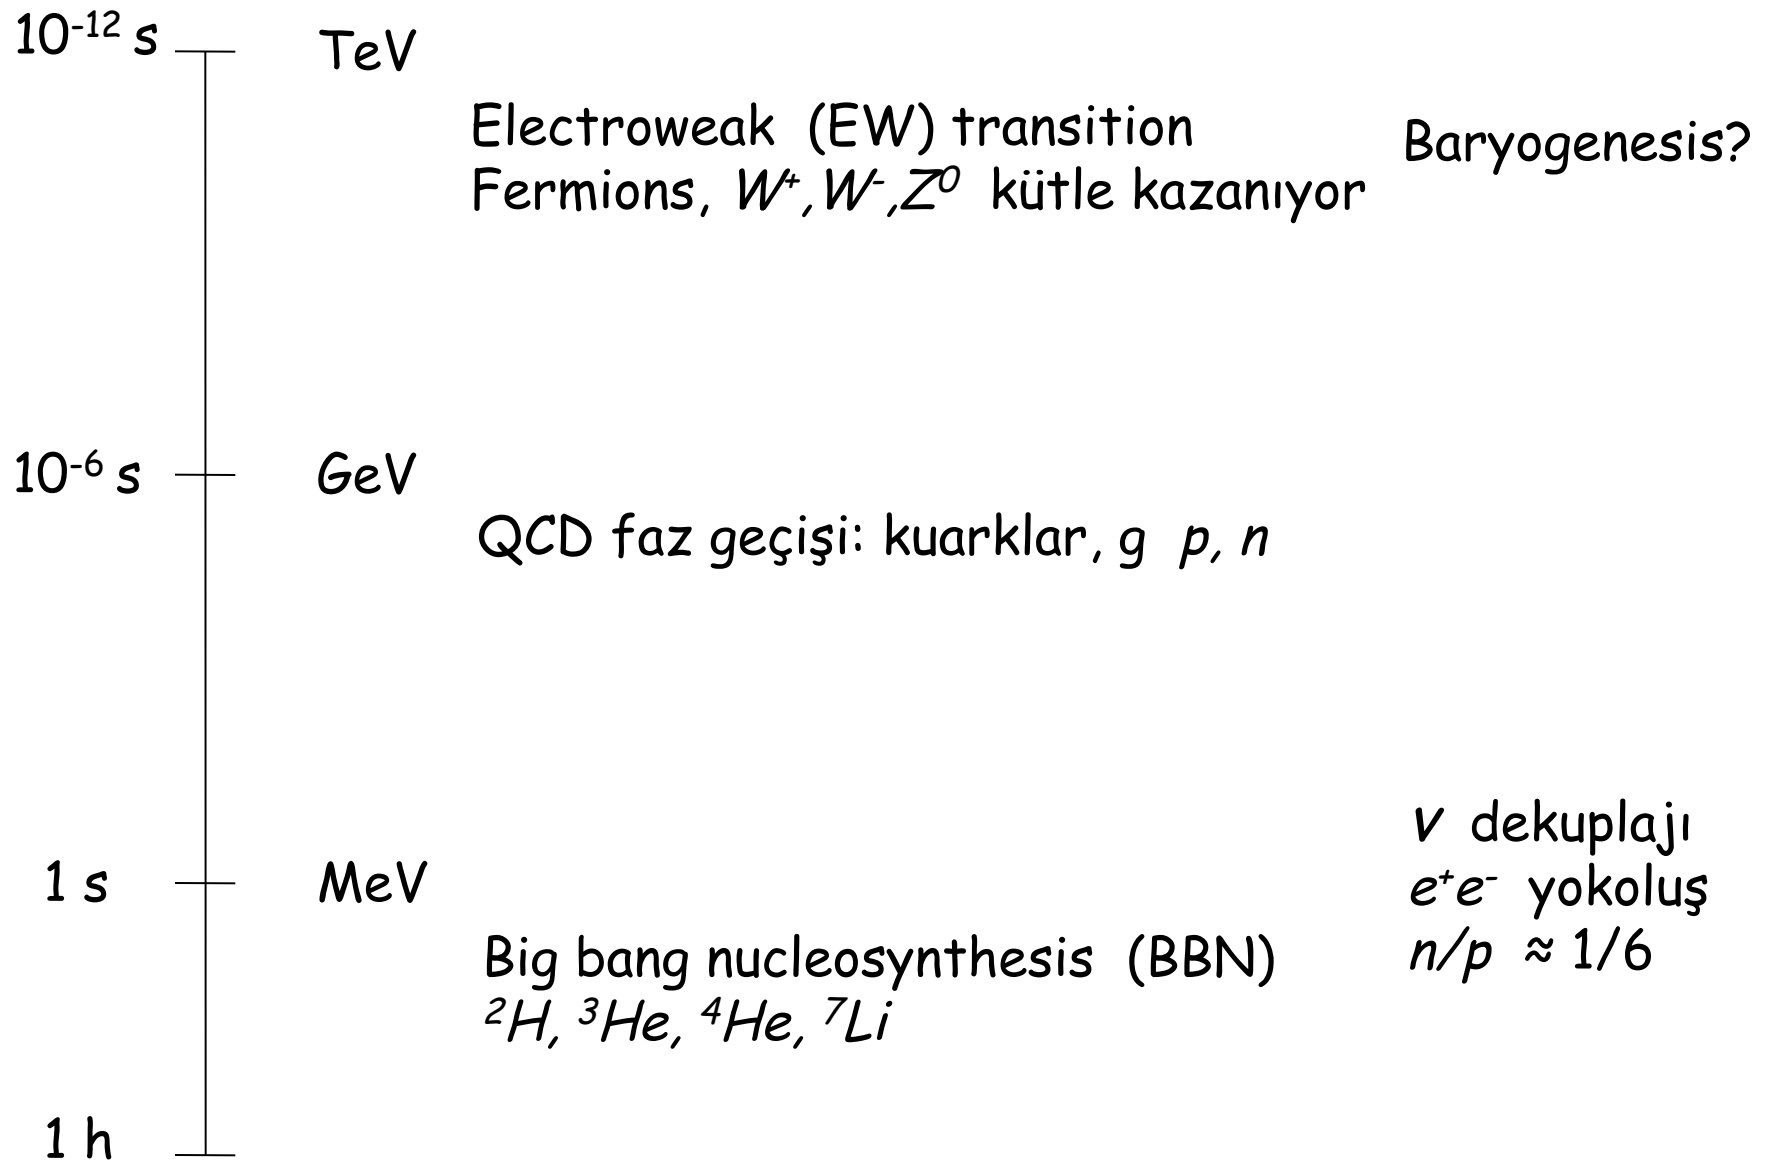 10⁻¹² s
TeV
Electroweak (EW) transition
Baryogenesis?
Fermions, W⁺,W⁻,Z⁰ kütle kazanıyor
10⁻⁶ s
GeV
QCD faz geçişi: kuarklar, g p, n
ν dekuplajı
1 s
MeV
e⁺e⁻ yokoluş
Big bang nucleosynthesis (BBN)
n/p ≈ 1/6
²H, ³He, ⁴He, ⁷Li
1 h